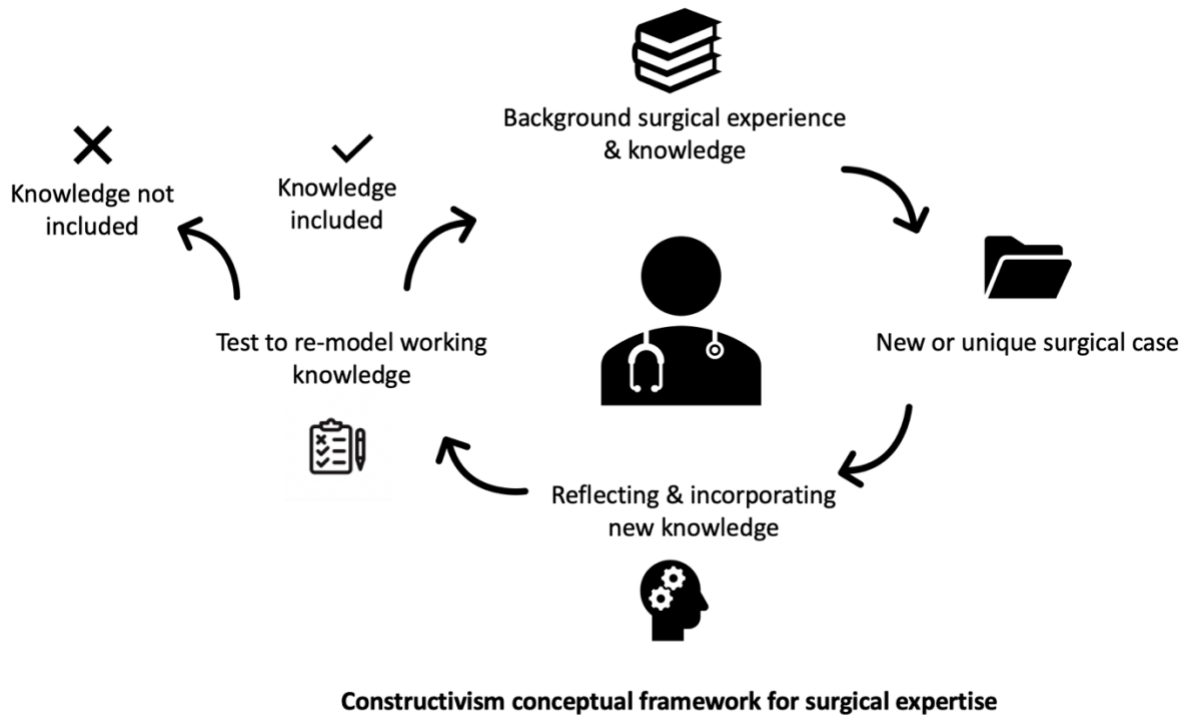 Background surgical experience
& knowledge
New or unique surgical case
Reflecting & incorporating
new knowledge
Test to re-model working
knowledge
Knowledge
included
Knowledge not
included
Constructivism conceptual framework for surgical expertise